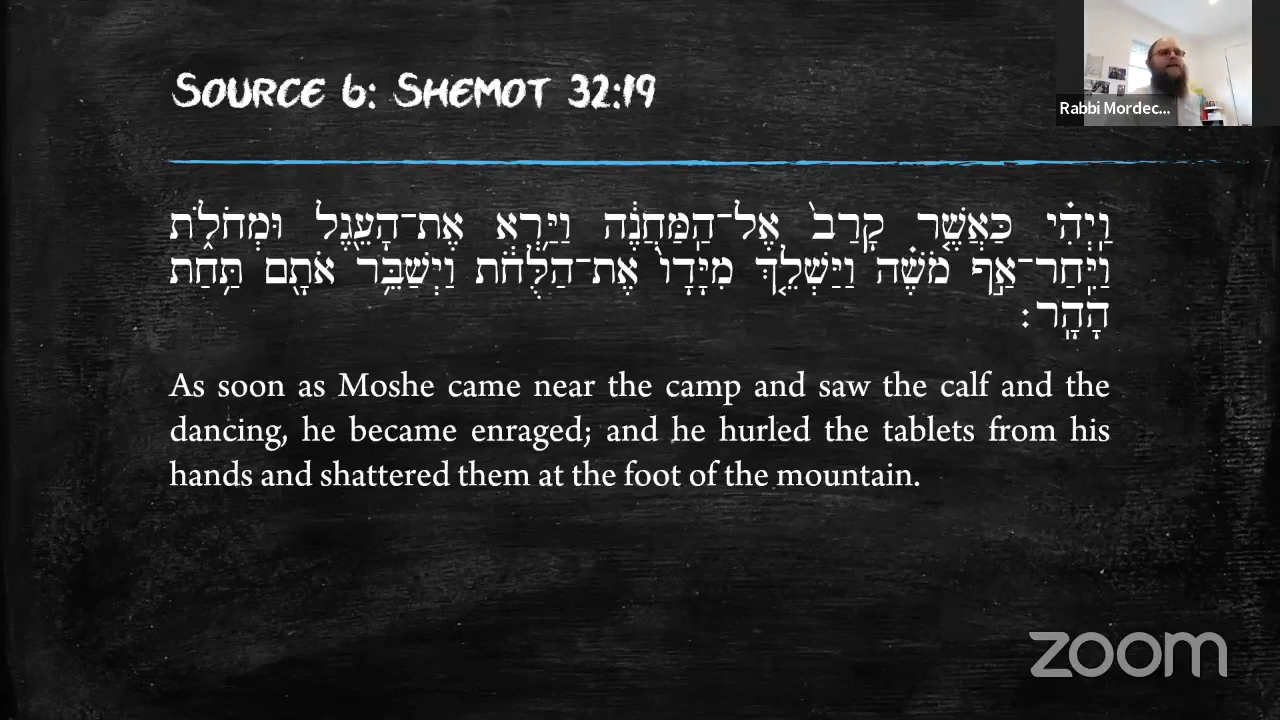 SOURCE 6: SHEMOT 32:19
Rabbi Mordec...
וַֽיְהִ֗י כַּאֲשֶׁ֤ר קָרַב֙ אֶל־הַֽמַּחֲנֶ֔ה וַיַּ֥רְא אֶת־הָעֵ֖גֶל וּמְחֹלֹ֑ת
וַיִּֽחַר־אַ֣ף מֹשֶׁ֗ה וַיַּשְׁלֵ֤ךְ מִיָּדָו֙ אֶת־הַלֻּחֹ֔ת וַיְשַׁבֵּ֥ר אֹתָ֖ם תַּ֥חַת
הָהָֽר׃
As soon as Moshe came near the camp and saw the calf and the
dancing, he became enraged; and he hurled the tablets from his
hands and shattered them at the foot of the mountain.
zoom